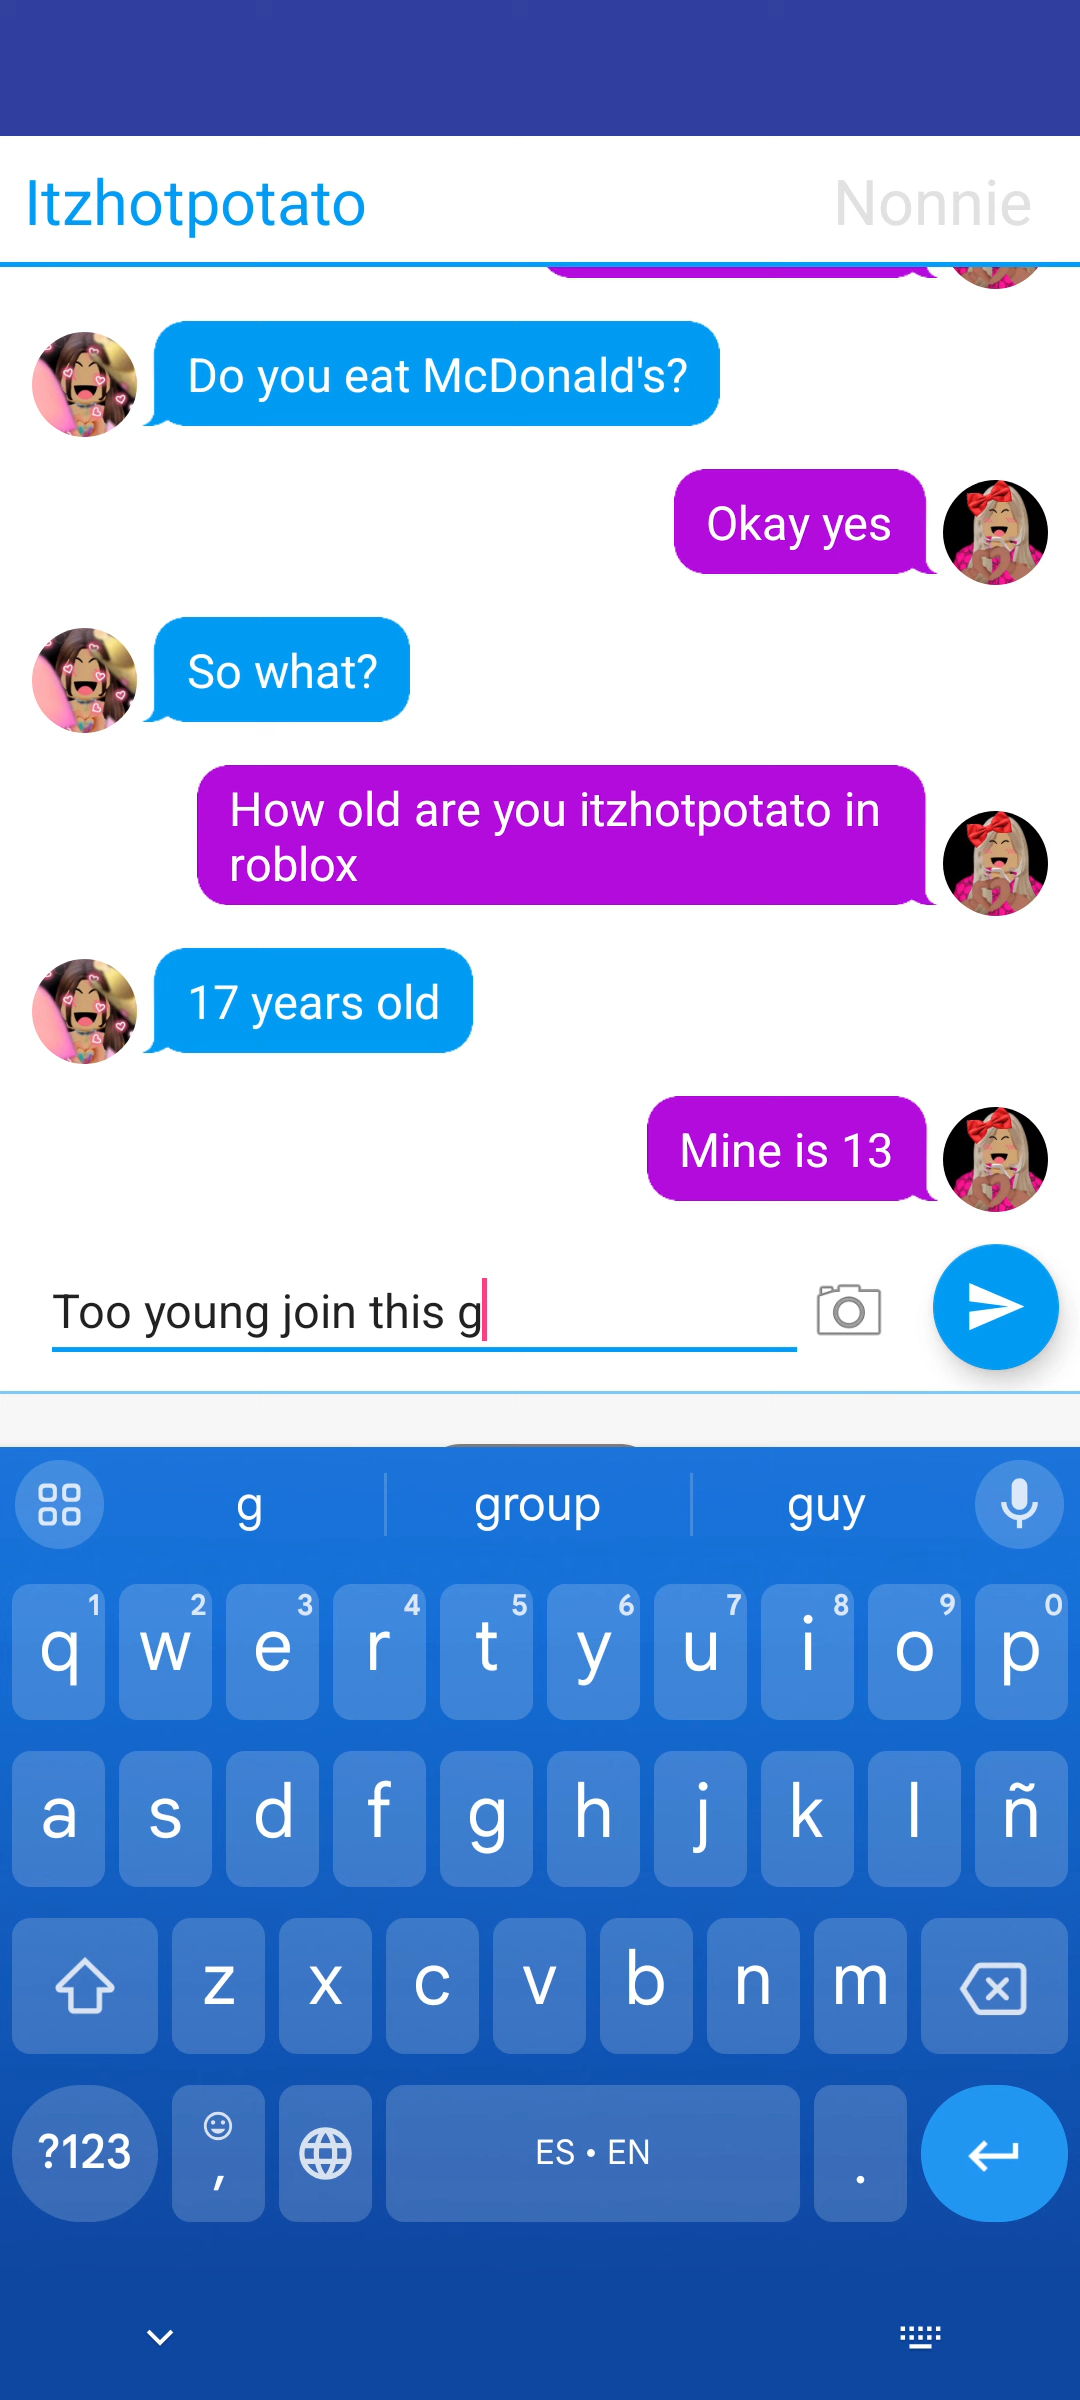 Itzhotpotato Nonnie
Do you eat McDonald's?
Okay yes
So what?
How old are you itzhotpotato in
roblox
17 years old
Mine is 13
Too young join this g
g group guy
1 2 3 4 5 6 7 8 9 0
q w e r t y u i o p
a s d f g h j k l ñ
z x c v b n m
?123 , ES • EN .